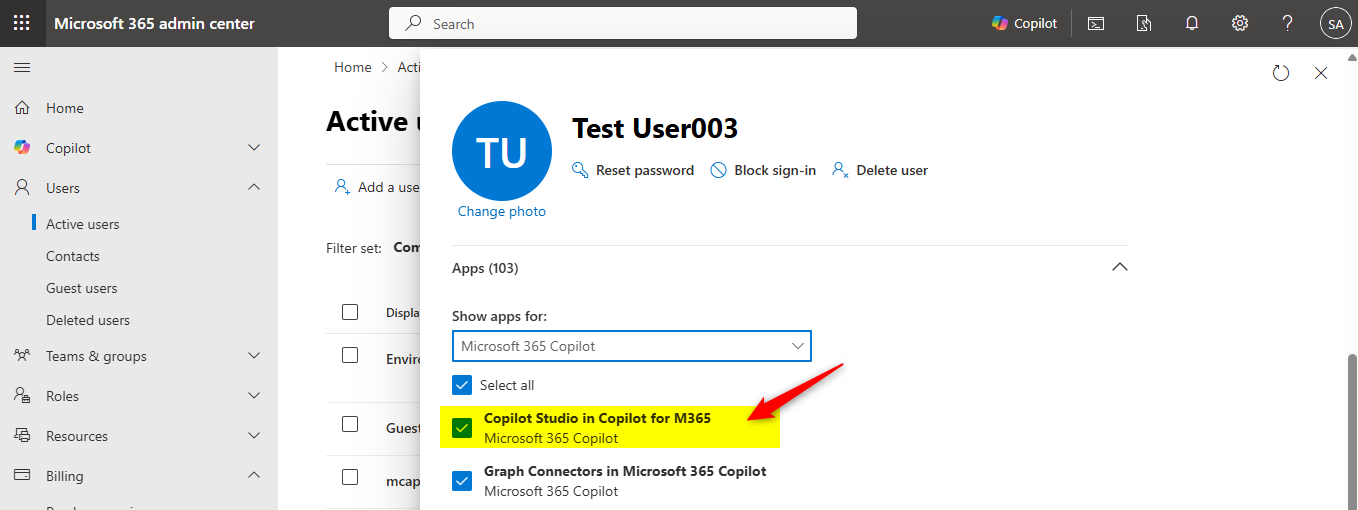 Microsoft 365 admin center
Search
Copilot
SA
Home
Copilot
Users
Active users
Contacts
Guest users
Deleted users
Teams & groups
Roles
Resources
Billing
Home
Active
Add a use
Filter set: Com
Displa
Enviro
Guest
mcap
TU
Change photo
Test User003
Reset password Block sign-in Delete user
Apps (103)
Show apps for:
Microsoft 365 Copilot
Select all
Copilot Studio in Copilot for M365
Microsoft 365 Copilot
Graph Connectors in Microsoft 365 Copilot
Microsoft 365 Copilot